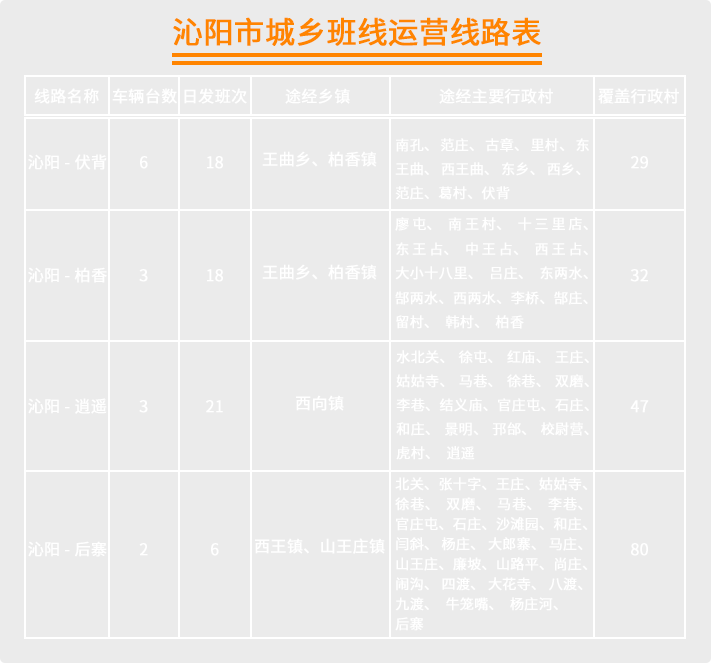 沁阳市城乡班线运营线路表
线路名称 车辆台数 日发班次 途经乡镇 途经主要行政村 覆盖行政村
沁阳 - 伏背 6 18 王曲乡、柏香镇 29
南孔、范庄、古章、里村、东
王曲、 西王曲、 东乡、 西乡、
范庄、葛村、伏背
沁阳 - 柏香 3 18 王曲乡、柏香镇 32
廖屯、 南王村、 十三里店、
东王占、 中王占、 西王占、
大小十八里、 吕庄、 东两水、
郜两水、西两水、李桥、郜庄、
留村、 韩村、 柏香
沁阳 - 逍遥 3 21 西向镇 47
水北关、 徐屯、 红庙、 王庄、
姑姑寺、 马巷、 徐巷、 双磨、
李巷、结义庙、官庄屯、石庄、
和庄、 景明、 邘邰、 校尉营、
虎村、 逍遥
沁阳 - 后寨 2 6 西王镇、山王庄镇 80
北关、张十字、王庄、姑姑寺、
徐巷、 双磨、 马巷、 李巷、
官庄屯、石庄、沙滩园、和庄、
闫斜、 杨庄、 大郎寨、 马庄、
山王庄、廉坡、山路平、尚庄、
闹沟、 四渡、 大花寺、 八渡、
九渡、 牛笼嘴、 杨庄河、
后寨